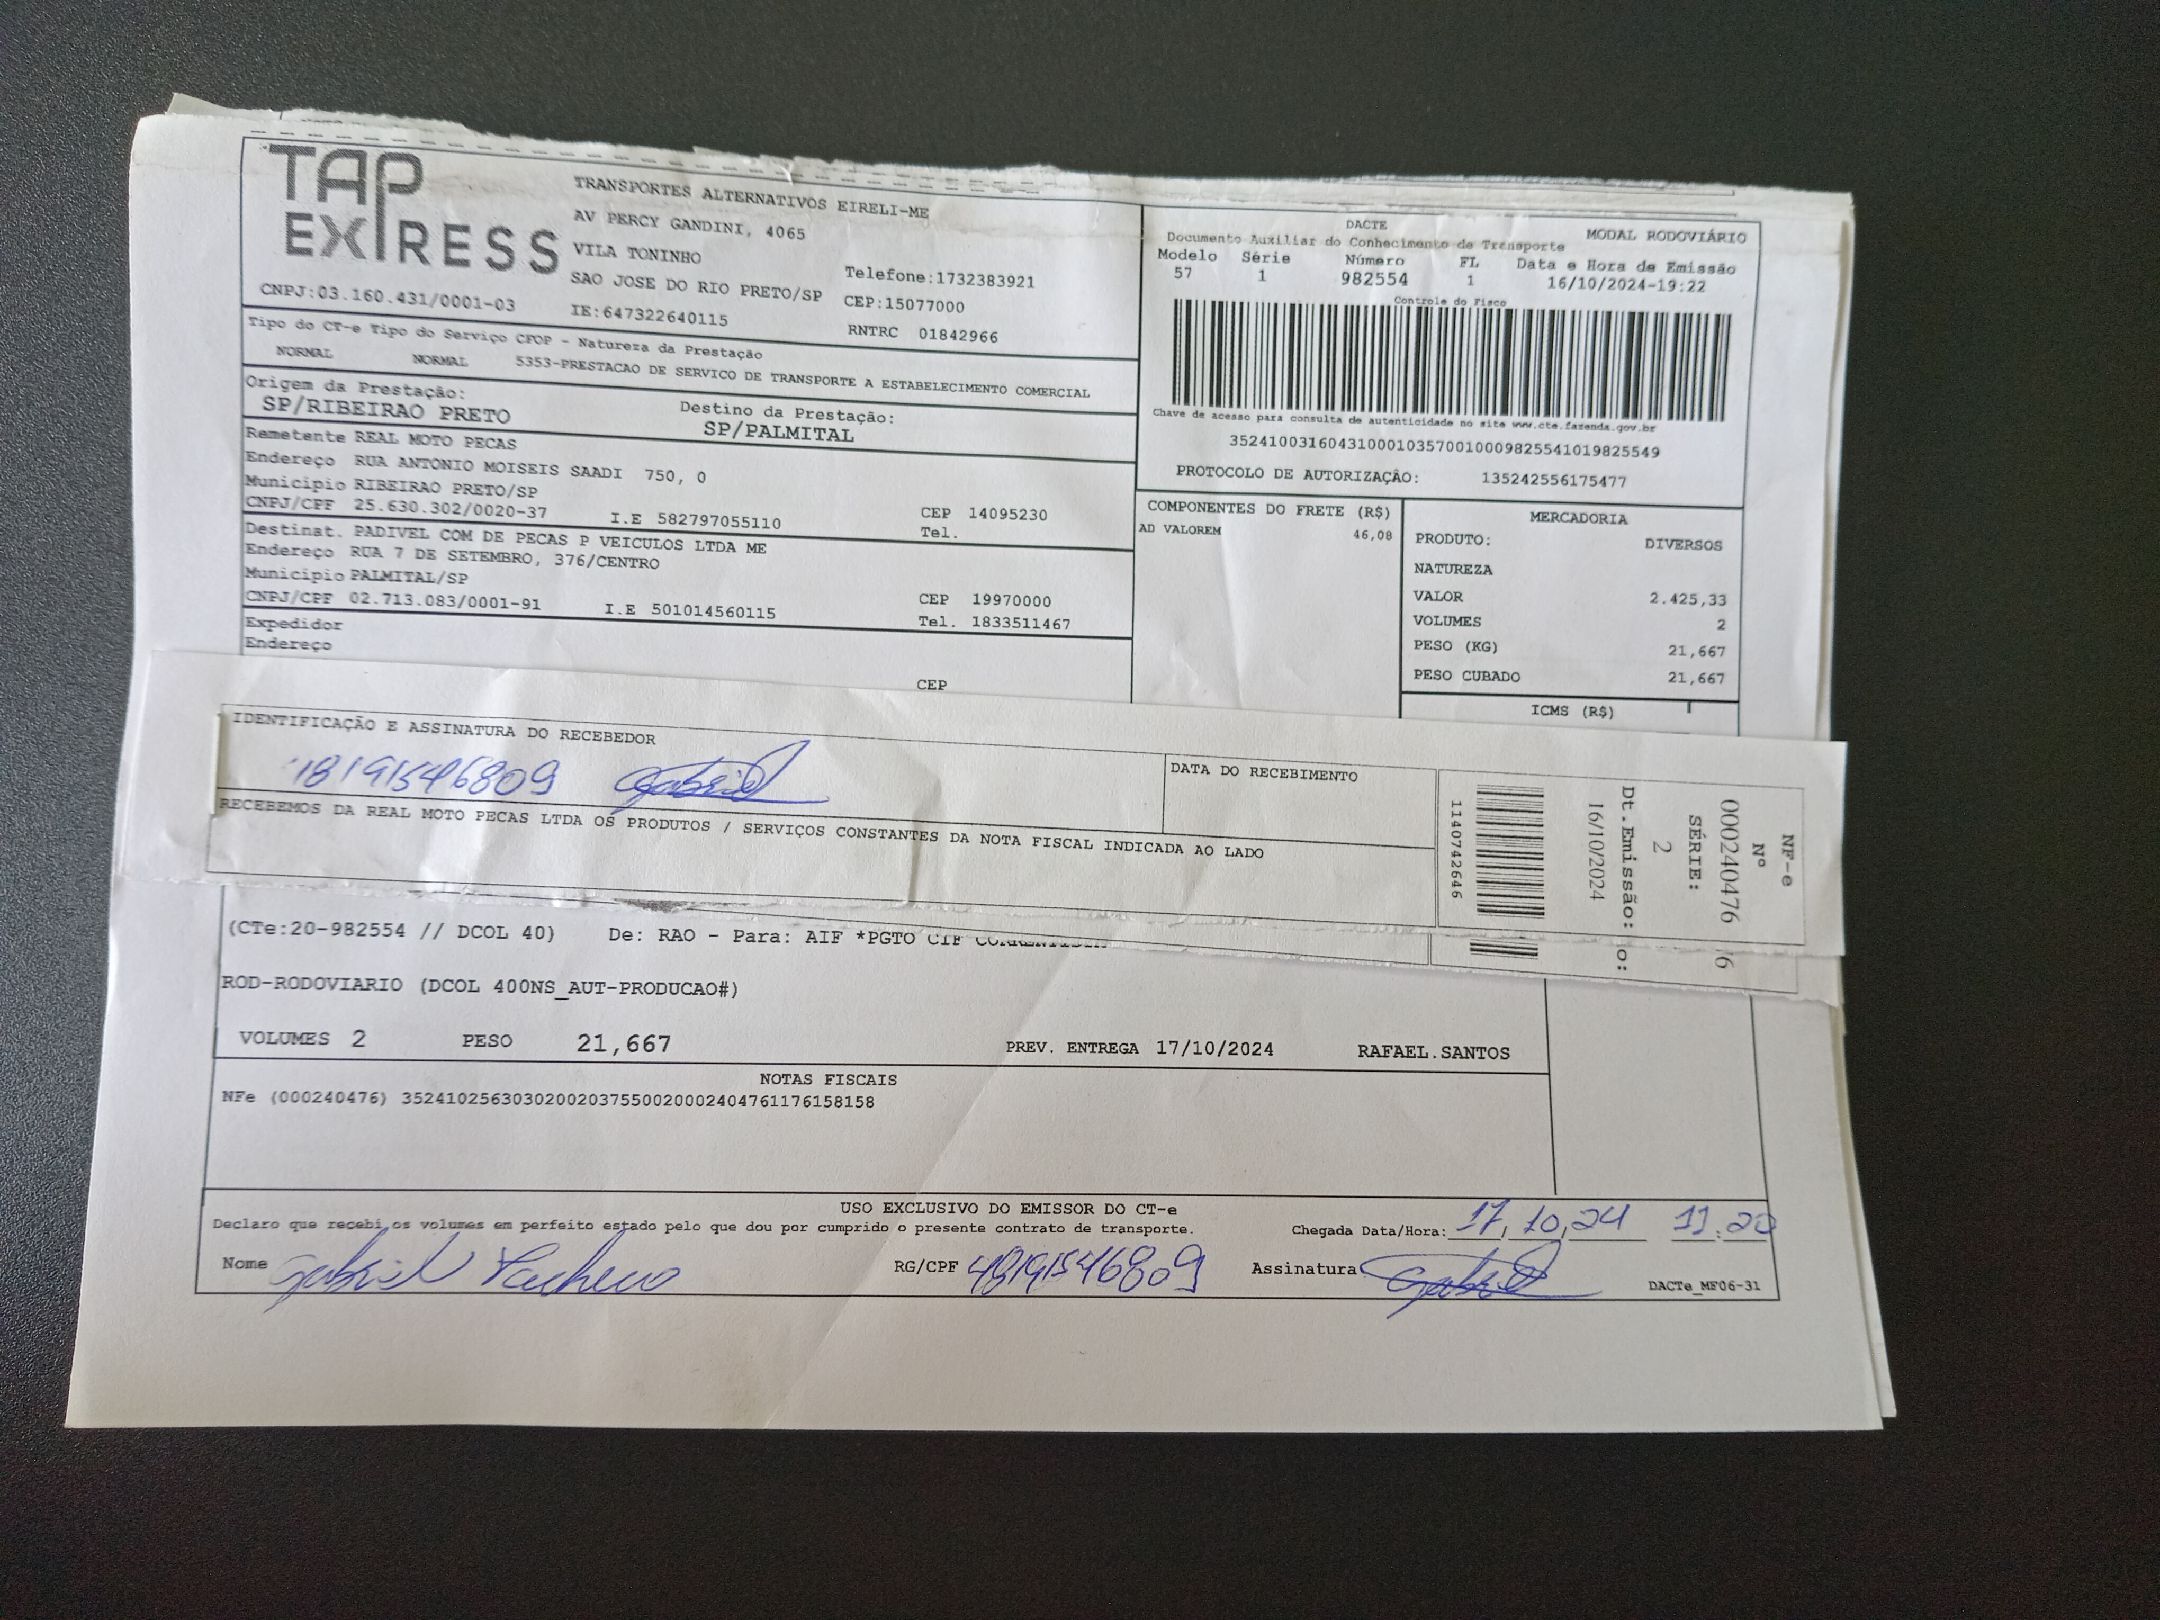 TAP
EXPRESS
TRANSPORTES ALTERNATIVOS EIRELI-ME
AV PERCY GANDINI, 4065
VILA TONINHO
SAO JOSE DO RIO PRETO/SP
Telefone:1732383921
CEP:15077000
CNPJ:03.160.431/0001-03
IE:647322640115
RNTRC 01842966
DACTE
MODAL RODOVIÁRIO
Documento Auxiliar do Conhecimento de Transporte
Modelo Série Número FL Data e Hora de Emissão
57 1 982554 1 16/10/2024-19:22
Controle do Fisco
Chave de acesso para consulta de autenticidade no site www.cte.fazenda.gov.br
35241003160431000103570010009825541019825549
PROTOCOLO DE AUTORIZAÇÃO: 135242556175477
Tipo do CT-e Tipo do Serviço CFOP - Natureza da Prestação
NORMAL NORMAL 5353-PRESTACAO DE SERVICO DE TRANSPORTE A ESTABELECIMENTO COMERCIAL
Origem da Prestação:
SP/RIBEIRAO PRETO
Destino da Prestação:
SP/PALMITAL
Remetente REAL MOTO PECAS
Endereço RUA ANTONIO MOISEIS SAADI 750, 0
Municipio RIBEIRAO PRETO/SP
CNPJ/CPF 25.630.302/0020-37 I.E 582797055110
CEP 14095230
Tel.
Destinat. PADIVEL COM DE PECAS P VEICULOS LTDA ME
Endereço RUA 7 DE SETEMBRO, 376/CENTRO
Municipio PALMITAL/SP
CNPJ/CPF 02.713.083/0001-91 I.E 501014560115
CEP 19970000
Tel. 1833511467
Expedidor
Endereço
CEP
COMPONENTES DO FRETE (R$)
AD VALOREM 46,08
MERCADORIA
PRODUTO: DIVERSOS
NATUREZA
VALOR 2.425,33
VOLUMES 2
PESO (KG) 21,667
PESO CUBADO 21,667
ICMS (R$)
IDENTIFICAÇÃO E ASSINATURA DO RECEBEDOR
Gabriel
DATA DO RECEBIMENTO
RECEBEMOS DA REAL MOTO PECAS LTDA OS PRODUTOS / SERVIÇOS CONSTANTES DA NOTA FISCAL INDICADA AO LADO
1140742646
NF-e
Nº
000240476
SÉRIE:
2
Dt.Emissão:
16/10/2024
(CTe:20-982554 // DCOL 40) De: RAO - Para: AIF *PGTO CIF
ROD-RODOVIARIO (DCOL 400NS_AUT-PRODUCAO#)
VOLUMES 2 PESO 21,667 PREV. ENTREGA 17/10/2024 RAFAEL.SANTOS
NOTAS FISCAIS
NFe (000240476) 35241025630302002037550020002404761176158158
USO EXCLUSIVO DO EMISSOR DO CT-e
Declaro que recebi os volumes em perfeito estado pelo que dou por cumprido o presente contrato de transporte.
Chegada Data/Hora: 17,10,24 11:20
Nome Gabriel Pacheco RG/CPF 48191546809 Assinatura Gabriel
DACTe_MF06-31